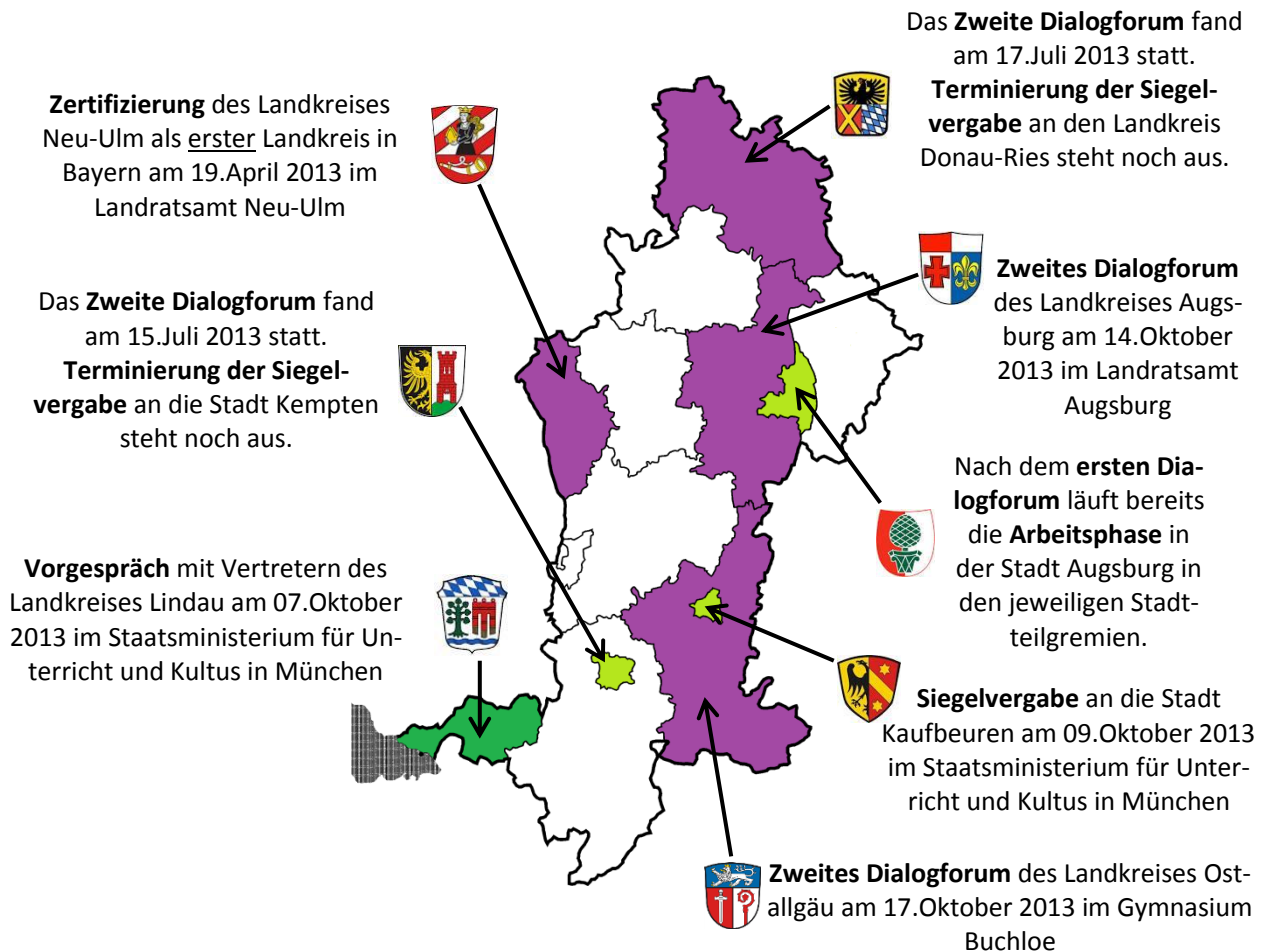 Zertifizierung des Landkreises
Neu-Ulm als erster Landkreis in
Bayern am 19.April 2013 im
Landratsamt Neu-Ulm
Das Zweite Dialogforum fand
am 15.Juli 2013 statt.
Terminierung der Siegel-
vergabe an die Stadt Kempten
steht noch aus.
Vorgespräch mit Vertretern des
Landkreises Lindau am 07.Oktober
2013 im Staatsministerium für Un-
terricht und Kultus in München
Das Zweite Dialogforum fand
am 17.Juli 2013 statt.
Terminierung der Siegel-
vergabe an den Landkreis
Donau-Ries steht noch aus.
Zweites Dialogforum
des Landkreises Augs-
burg am 14.Oktober
2013 im Landratsamt
Augsburg
Nach dem ersten Dia-
logforum läuft bereits
die Arbeitsphase in
der Stadt Augsburg in
den jeweiligen Stadt-
teilgremien.
Siegelvergabe an die Stadt
Kaufbeuren am 09.Oktober 2013
im Staatsministerium für Unter-
richt und Kultus in München
Zweites Dialogforum des Landkreises Ost-
allgäu am 17.Oktober 2013 im Gymnasium
Buchloe